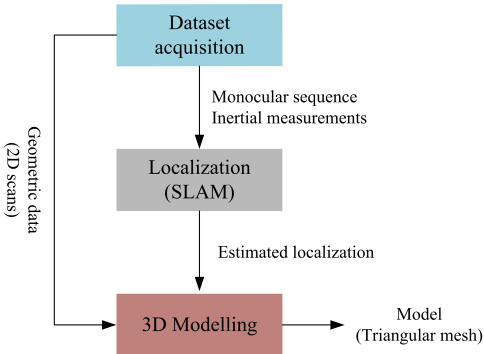 Dataset
acquisition
Monocular sequence
Inertial measurements
Geometric data
(2D scans)
Localization
(SLAM)
Estimated localization
3D Modelling
Model
(Triangular mesh)